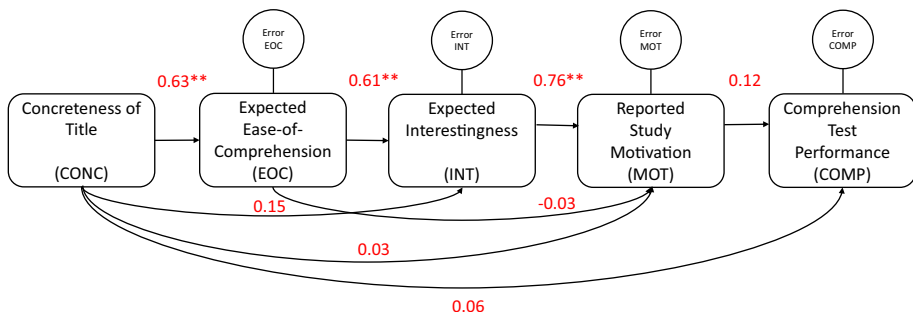 Error
EOC
Error
INT
Error
MOT
Error
COMP
0.63**
0.61**
0.76**
0.12
Concreteness of
Title
(CONC)
Expected
Ease-of-
Comprehension
(EOC)
Expected
Interestingness
(INT)
Reported
Study
Motivation
(MOT)
Comprehension
Test
Performance
(COMP)
0.15
-0.03
0.03
0.06